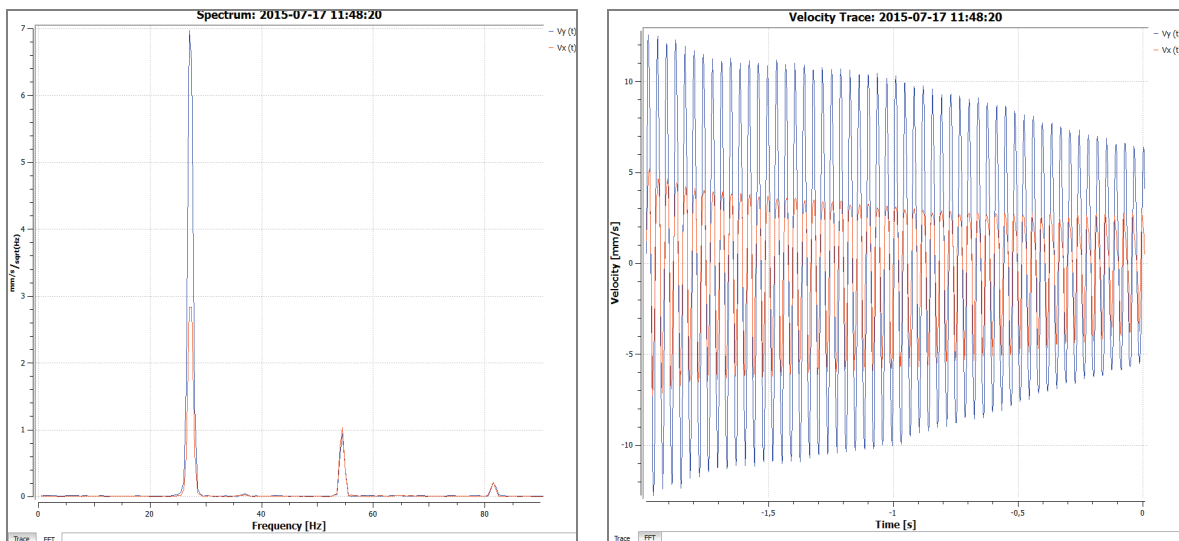 Spectrum: 2015-07-17 11:48:20
Vy (t)
Vx (t)
7
6
5
4
3
2
1
0
mm/s/sqrt(Hz)
0 20 40 60 80
Frequency [Hz]
Trace FFT
Velocity Trace: 2015-07-17 11:48:20
Vy (t)
Vx (t)
10
5
0
-5
-10
Velocity [mm/s]
-1,5 -1 -0,5 0
Time [s]
Trace FFT